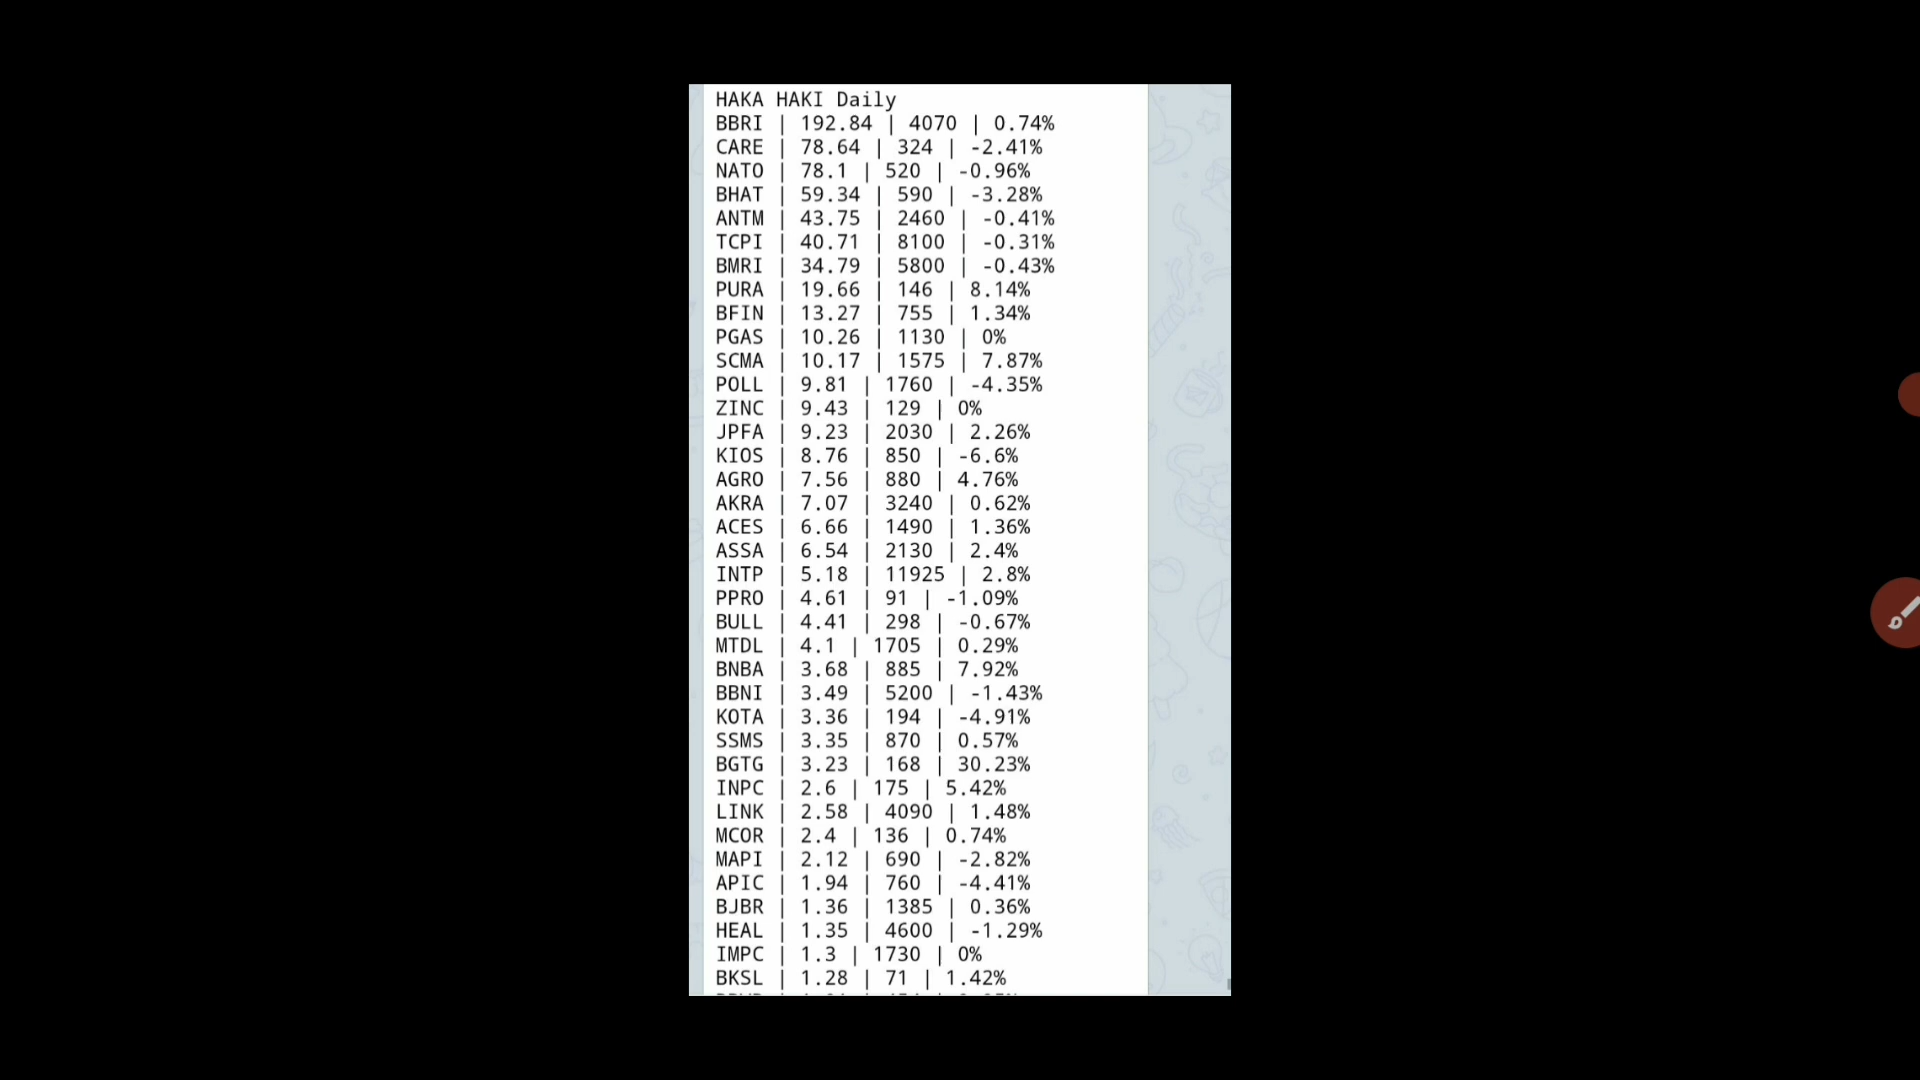 HAKA HAKI Daily
BBRI | 192.84 | 4070 | 0.74%
CARE | 78.64 | 324 | -2.41%
NATO | 78.1 | 520 | -0.96%
BHAT | 59.34 | 590 | -3.28%
ANTM | 43.75 | 2460 | -0.41%
TCPI | 40.71 | 8100 | -0.31%
BMRI | 34.79 | 5800 | -0.43%
PURA | 19.66 | 146 | 8.14%
BFIN | 13.27 | 755 | 1.34%
PGAS | 10.26 | 1130 | 0%
SCMA | 10.17 | 1575 | 7.87%
POLL | 9.81 | 1760 | -4.35%
ZINC | 9.43 | 129 | 0%
JPFA | 9.23 | 2030 | 2.26%
KIOS | 8.76 | 850 | -6.6%
AGRO | 7.56 | 880 | 4.76%
AKRA | 7.07 | 3240 | 0.62%
ACES | 6.66 | 1490 | 1.36%
ASSA | 6.54 | 2130 | 2.4%
INTP | 5.18 | 11925 | 2.8%
PPRO | 4.61 | 91 | -1.09%
BULL | 4.41 | 298 | -0.67%
MTDL | 4.1 | 1705 | 0.29%
BNBA | 3.68 | 885 | 7.92%
BBNI | 3.49 | 5200 | -1.43%
KOTA | 3.36 | 194 | -4.91%
SSMS | 3.35 | 870 | 0.57%
BGTG | 3.23 | 168 | 30.23%
INPC | 2.6 | 175 | 5.42%
LINK | 2.58 | 4090 | 1.48%
MCOR | 2.4 | 136 | 0.74%
MAPI | 2.12 | 690 | -2.82%
APIC | 1.94 | 760 | -4.41%
BJBR | 1.36 | 1385 | 0.36%
HEAL | 1.35 | 4600 | -1.29%
IMPC | 1.3 | 1730 | 0%
BKSL | 1.28 | 71 | 1.42%